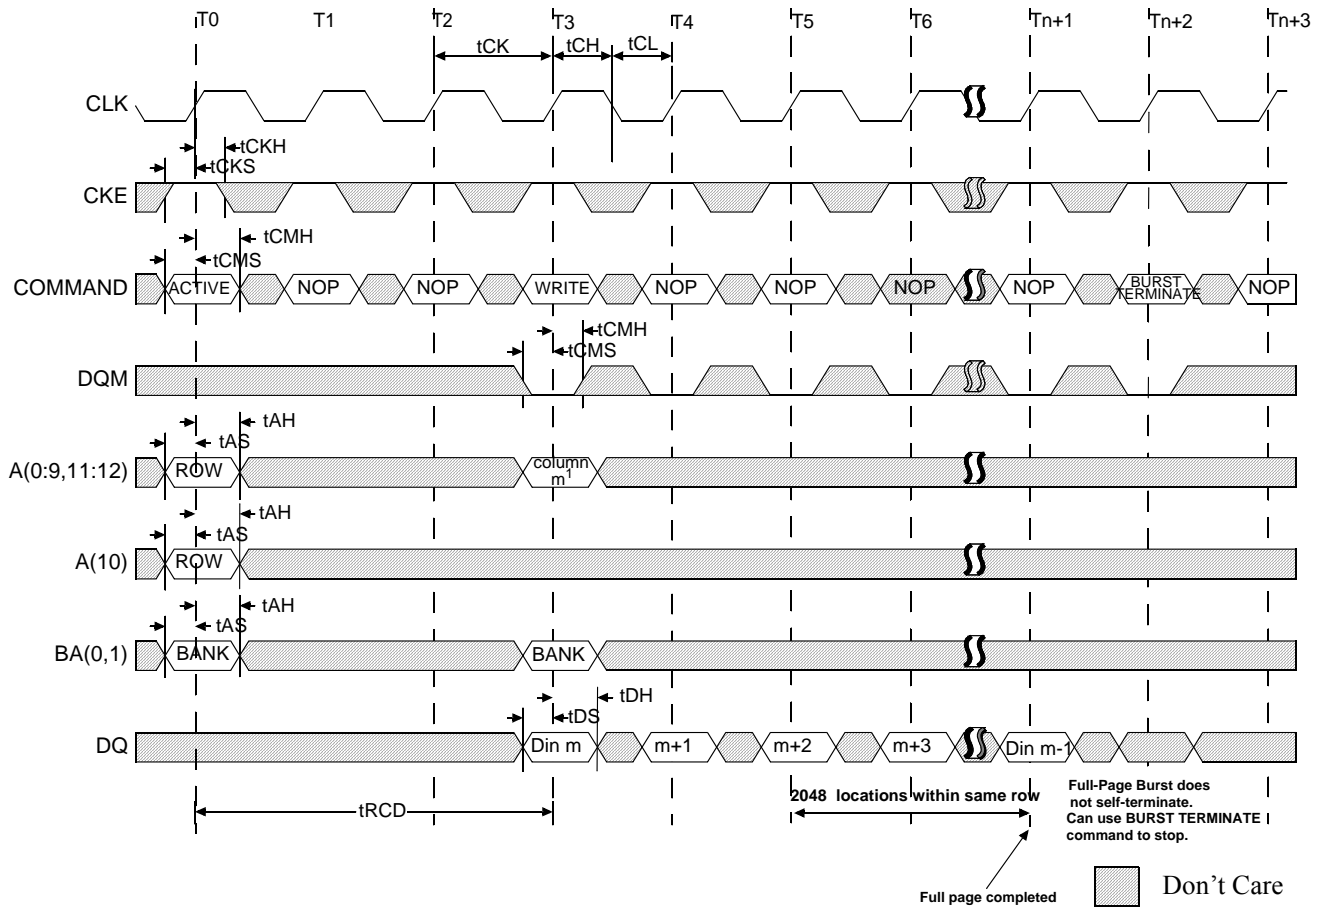 T0 T1 T2 T3 T4 T5 T6 Tn+1 Tn+2 Tn+3
tCK tCH tCL
CLK
tCKH
tCKS
CKE
tCMH
tCMS
COMMAND ACTIVE NOP NOP WRITE NOP NOP NOP NOP BURST TERMINATE NOP
tCMH
tCMS
DQM
tAH
tAS
A(0:9,11:12) ROW column m1
tAH
tAS
A(10) ROW
tAH
tAS
BA(0,1) BANK BANK
tDH
tDS
DQ Din m m+1 m+2 m+3 Din m-1
tRCD
2048 locations within same row
Full-Page Burst does
not self-terminate.
Can use BURST TERMINATE
command to stop.
Full page completed
Don't Care